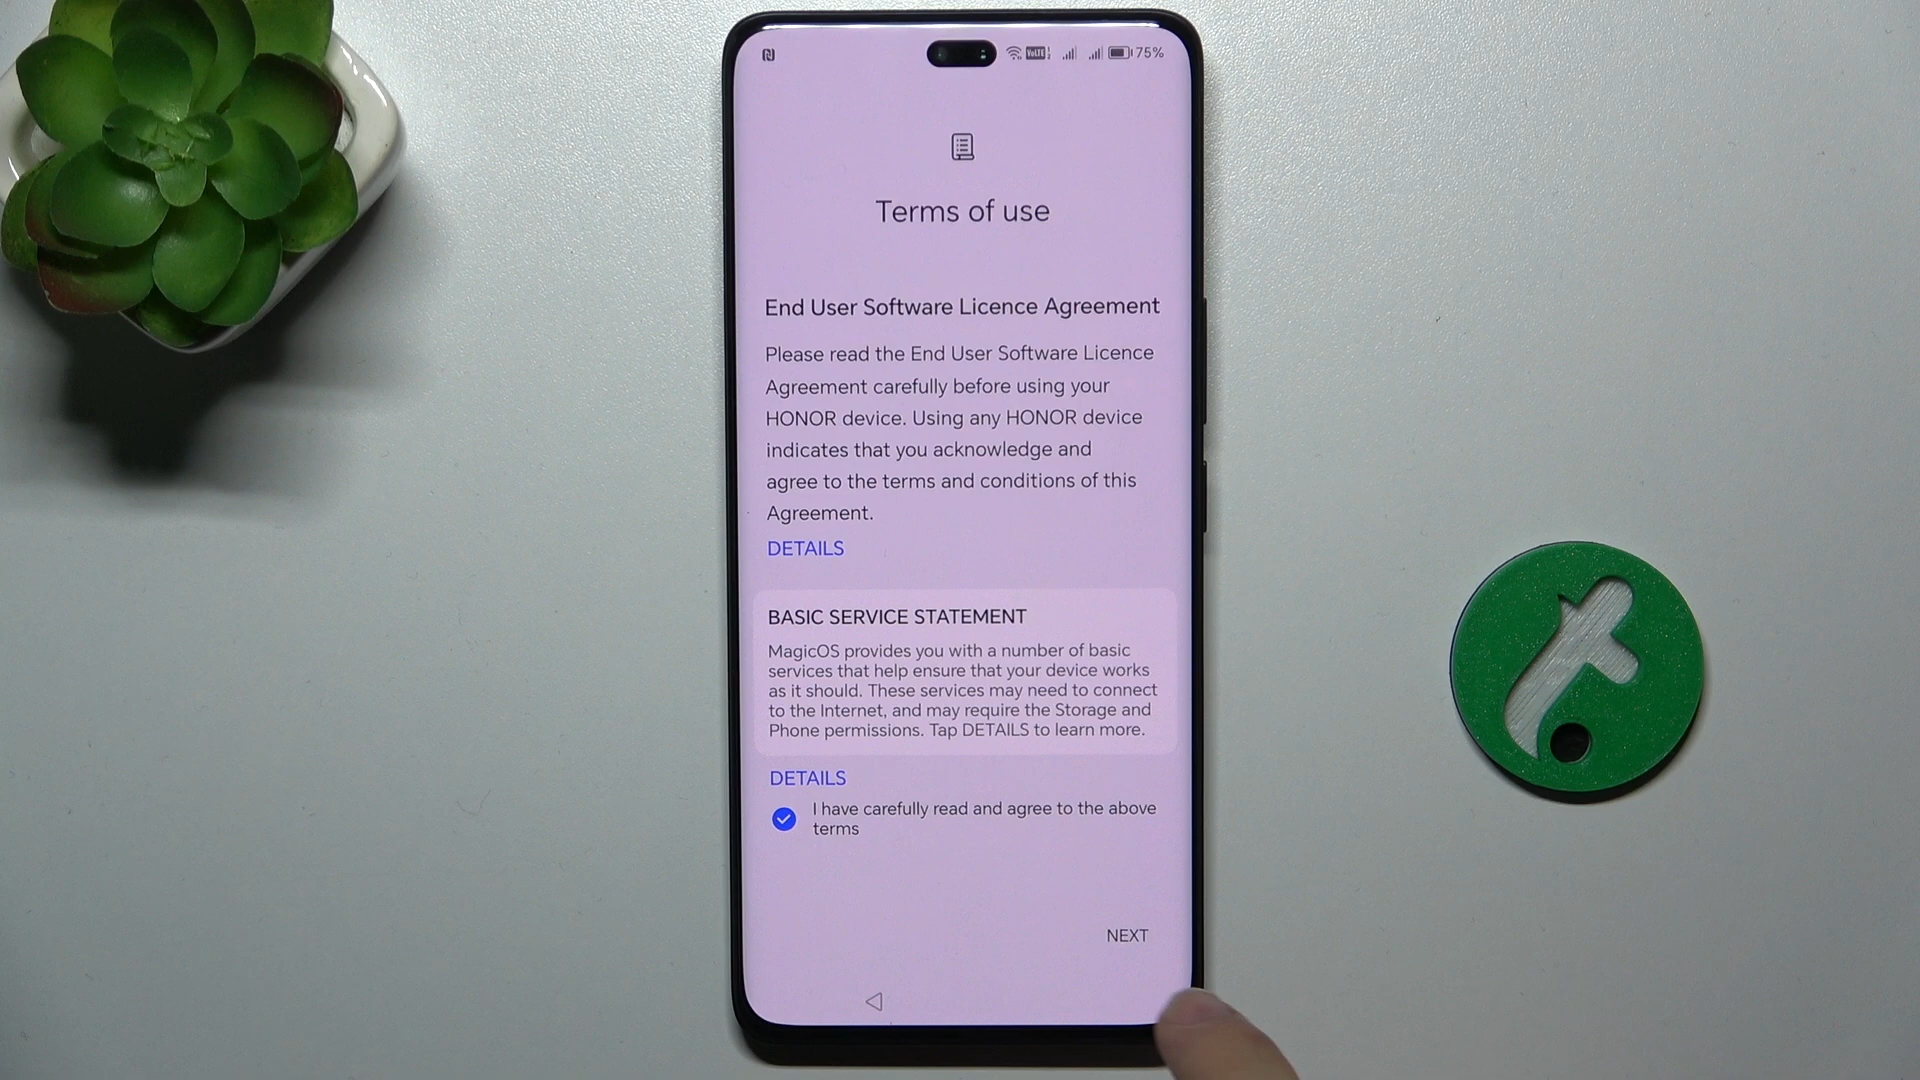 75%
Terms of use
End User Software Licence Agreement
Please read the End User Software Licence
Agreement carefully before using your
HONOR device. Using any HONOR device
indicates that you acknowledge and
agree to the terms and conditions of this
Agreement.
DETAILS
BASIC SERVICE STATEMENT
MagicOS provides you with a number of basic
services that help ensure that your device works
as it should. These services may need to connect
to the Internet, and may require the Storage and
Phone permissions. Tap DETAILS to learn more.
DETAILS
I have carefully read and agree to the above
terms
NEXT